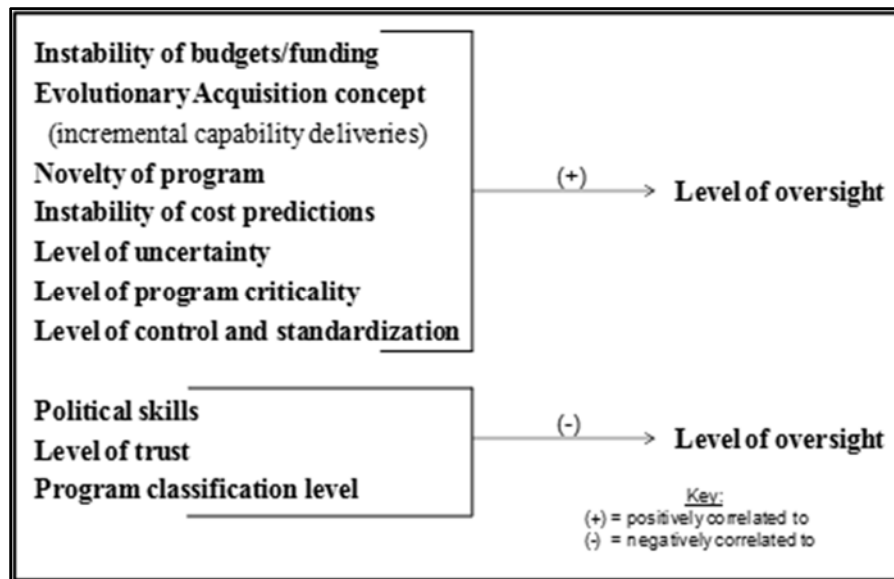 Instability of budgets/funding
Evolutionary Acquisition concept
(incremental capability deliveries)
Novelty of program
Instability of cost predictions
Level of uncertainty
Level of program criticality
Level of control and standardization
(+)
Level of oversight
Political skills
Level of trust
Program classification level
(-)
Level of oversight
Key:
(+) = positively correlated to
(-) = negatively correlated to